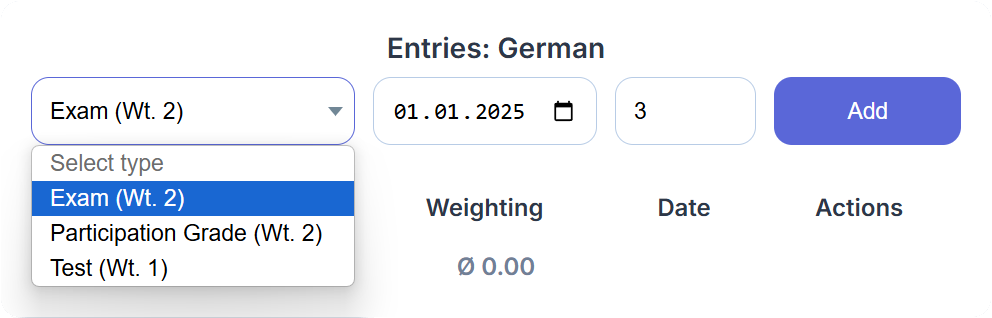 Entries: German
Exam (Wt. 2) 01.01.2025 3 Add
Select type
Exam (Wt. 2)
Participation Grade (Wt. 2)
Test (Wt. 1)
Weighting Date Actions
Ø 0.00